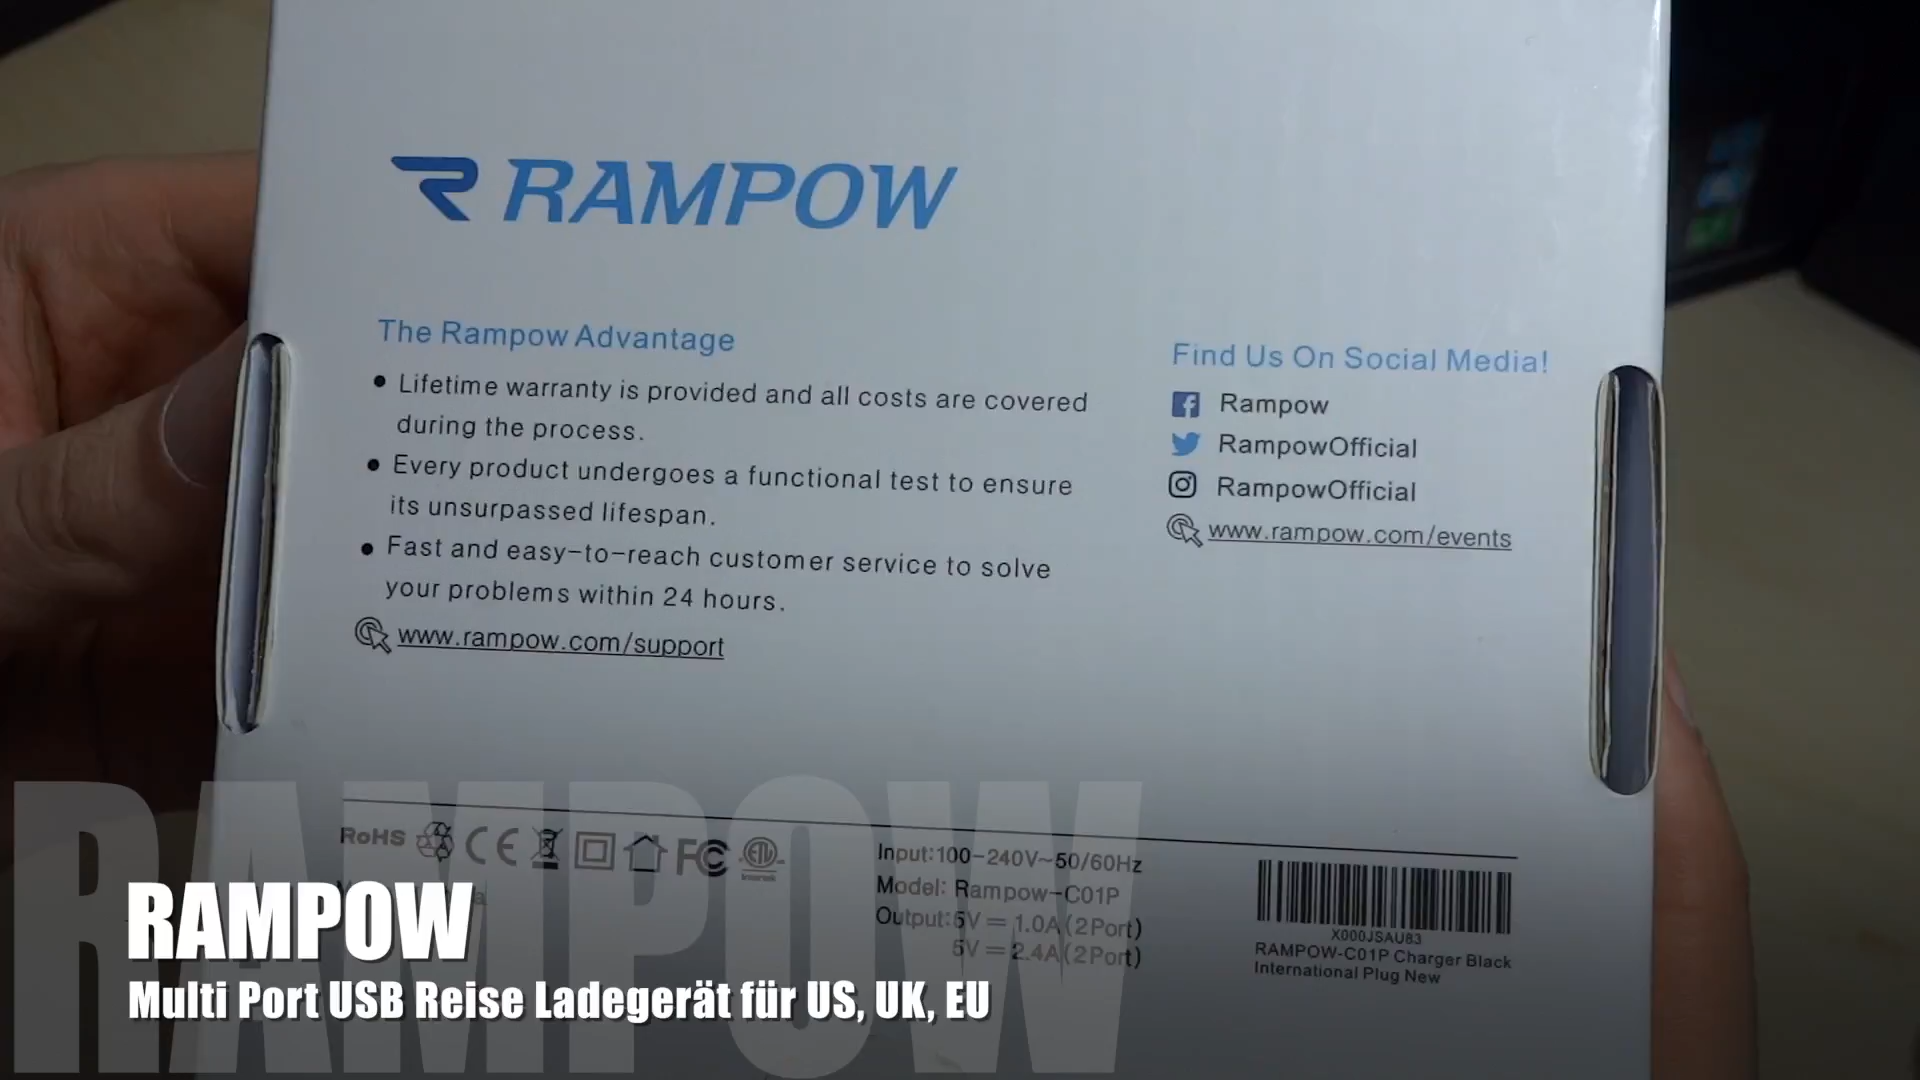 RAMPOW
The Rampow Advantage
Lifetime warranty is provided and all costs are covered
during the process.
Every product undergoes a functional test to ensure
its unsurpassed lifespan.
Fast and easy-to-reach customer service to solve
your problems within 24 hours.
www.rampow.com/support
Find Us On Social Media!
Rampow
RampowOfficial
RampowOfficial
www.rampow.com/events
RoHS CE FC ETL
Intertek
Input:100-240V~50/60Hz
Model: Rampow-C01P
Output:5V = 1.0A(2Port)
5V = 2.4A(2Port)
X000JSAU83
RAMPOW-C01P Charger Black
International Plug New
RAMPOW
RAMPOW
Multi Port USB Reise Ladegerät für US, UK, EU